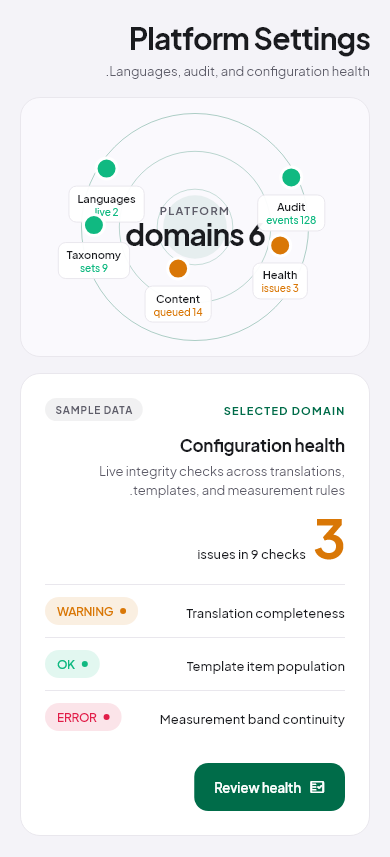 Platform Settings
.Languages, audit, and configuration health
Languages
live 2
Audit
events 128
PLATFORM
domains 6
Taxonomy
sets 9
Health
issues 3
Content
queued 14
SAMPLE DATA
SELECTED DOMAIN
Configuration health
Live integrity checks across translations,
.templates, and measurement rules
issues in 9 checks 3
WARNING
Translation completeness
OK
Template item population
ERROR
Measurement band continuity
Review health